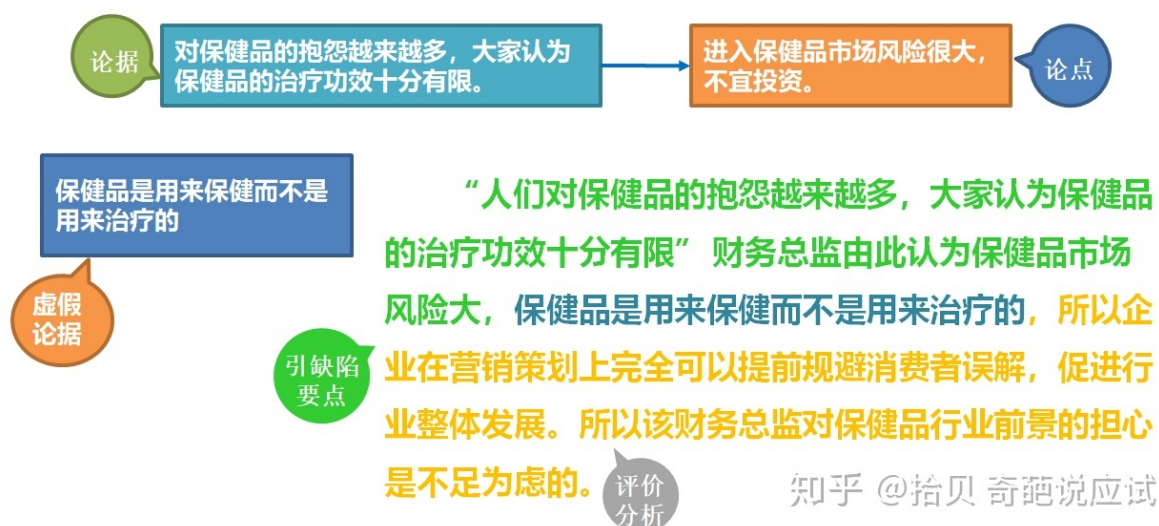 论据
对保健品的抱怨越来越多，大家认为
保健品的治疗功效十分有限。
进入保健品市场风险很大，
不宜投资。
论点
保健品是用来保健而不是
用来治疗的
虚假
论据
“人们对保健品的抱怨越来越多，大家认为保健品
的治疗功效十分有限” 财务总监由此认为保健品市场
风险大，保健品是用来保健而不是用来治疗的，所以企
业在营销策划上完全可以提前规避消费者误解，促进行
业整体发展。所以该财务总监对保健品行业前景的担心
是不足为虑的。
引缺陷
要点
评价
分析
知乎 @拾贝 奇葩说应试